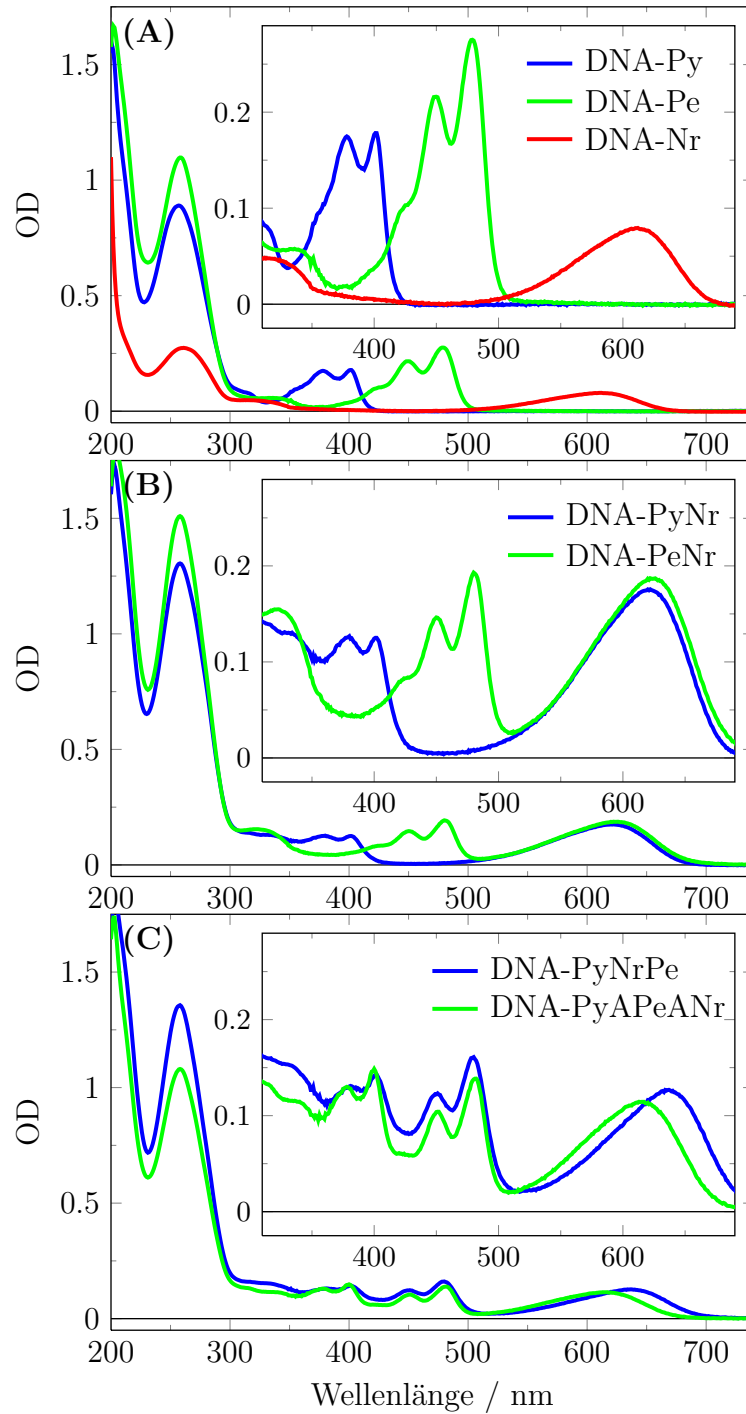 (A)
OD
1.5
1
0.5
0
200 300 400 500 600 700
0.2
0.1
0
400 500 600
DNA-Py
DNA-Pe
DNA-Nr
(B)
OD
1.5
1
0.5
0
200 300 400 500 600 700
0.2
0.1
0
400 500 600
DNA-PyNr
DNA-PeNr
(C)
OD
1.5
1
0.5
0
200 300 400 500 600 700
0.2
0.1
0
400 500 600
DNA-PyNrPe
DNA-PyAPeANr
Wellenlänge / nm